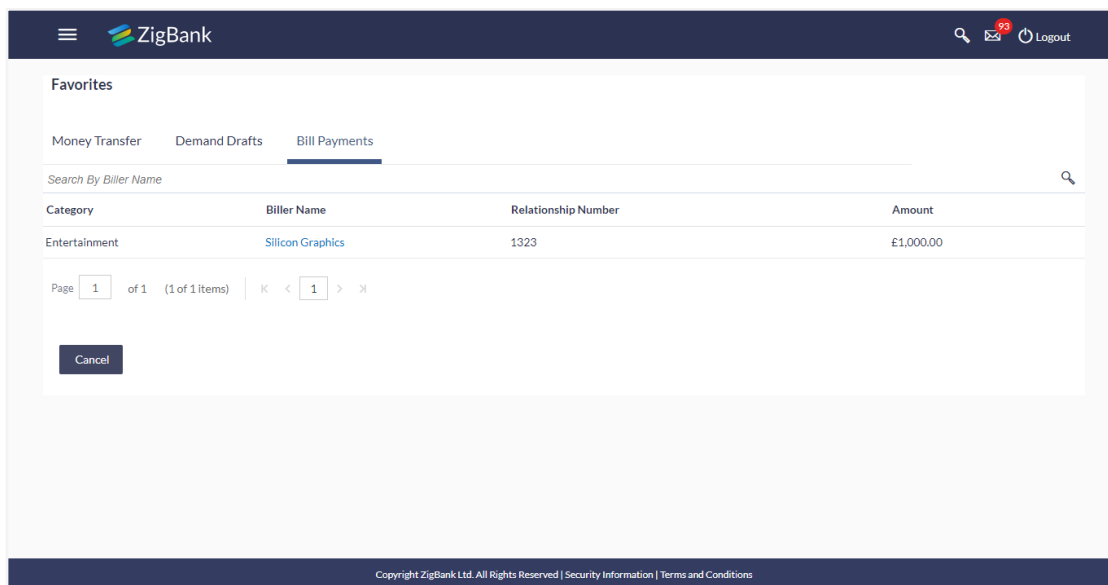 ZigBank
93
Logout
Favorites
Money Transfer Demand Drafts Bill Payments
Search By Biller Name
Category Biller Name Relationship Number Amount
Entertainment Silicon Graphics 1323 £1,000.00
Page 1 of 1 (1 of 1 items) K < 1 > Ж
Cancel
Copyright ZigBank Ltd. All Rights Reserved | Security Information | Terms and Conditions